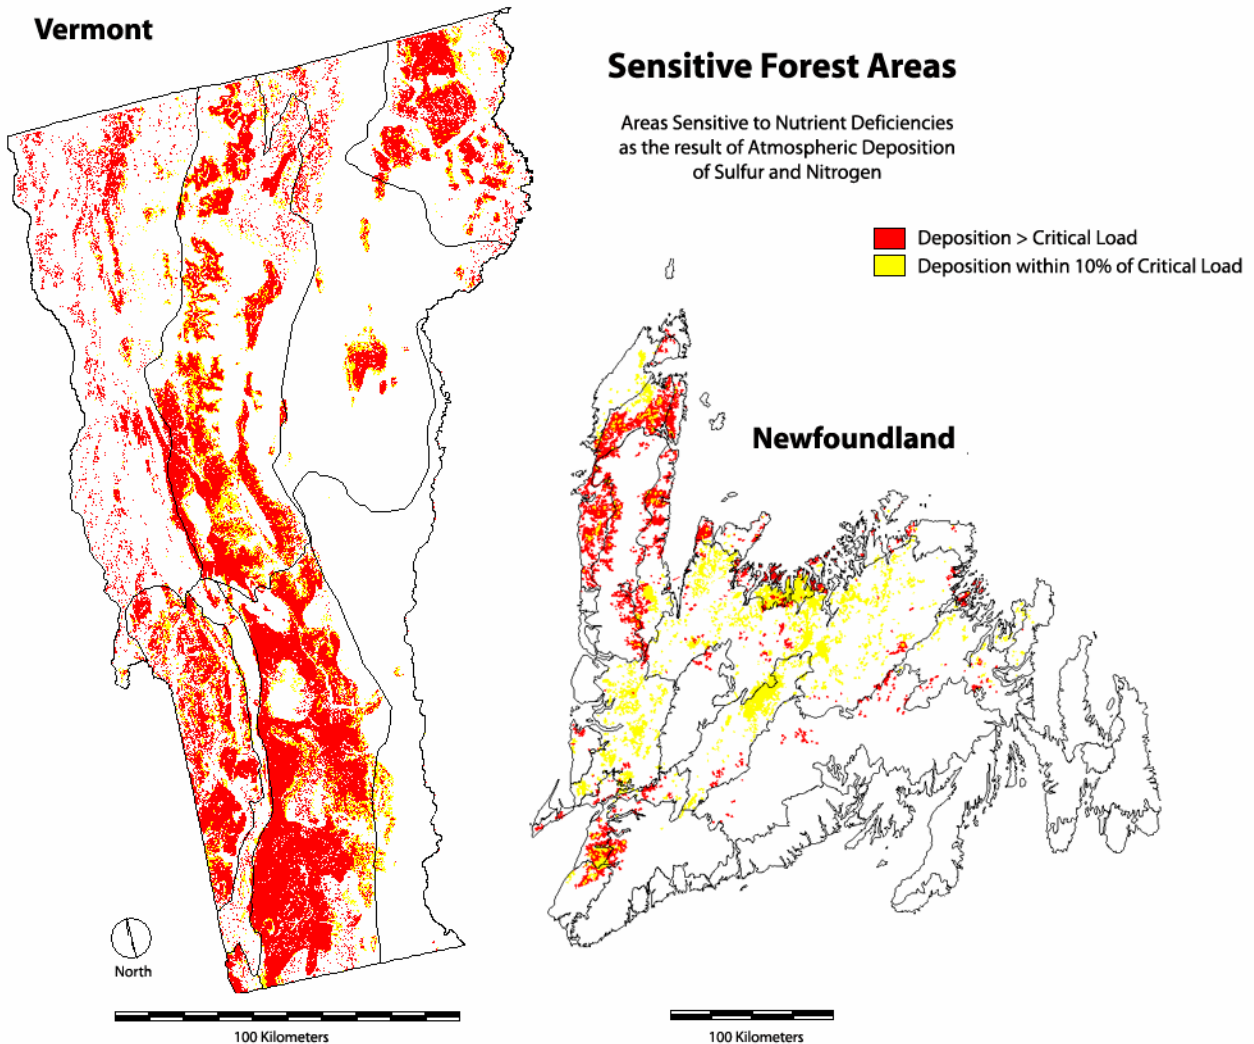 Vermont
Sensitive Forest Areas
Areas Sensitive to Nutrient Deficiencies
as the result of Atmospheric Deposition
of Sulfur and Nitrogen
Deposition > Critical Load
Deposition within 10% of Critical Load
Newfoundland
North
100 Kilometers
100 Kilometers